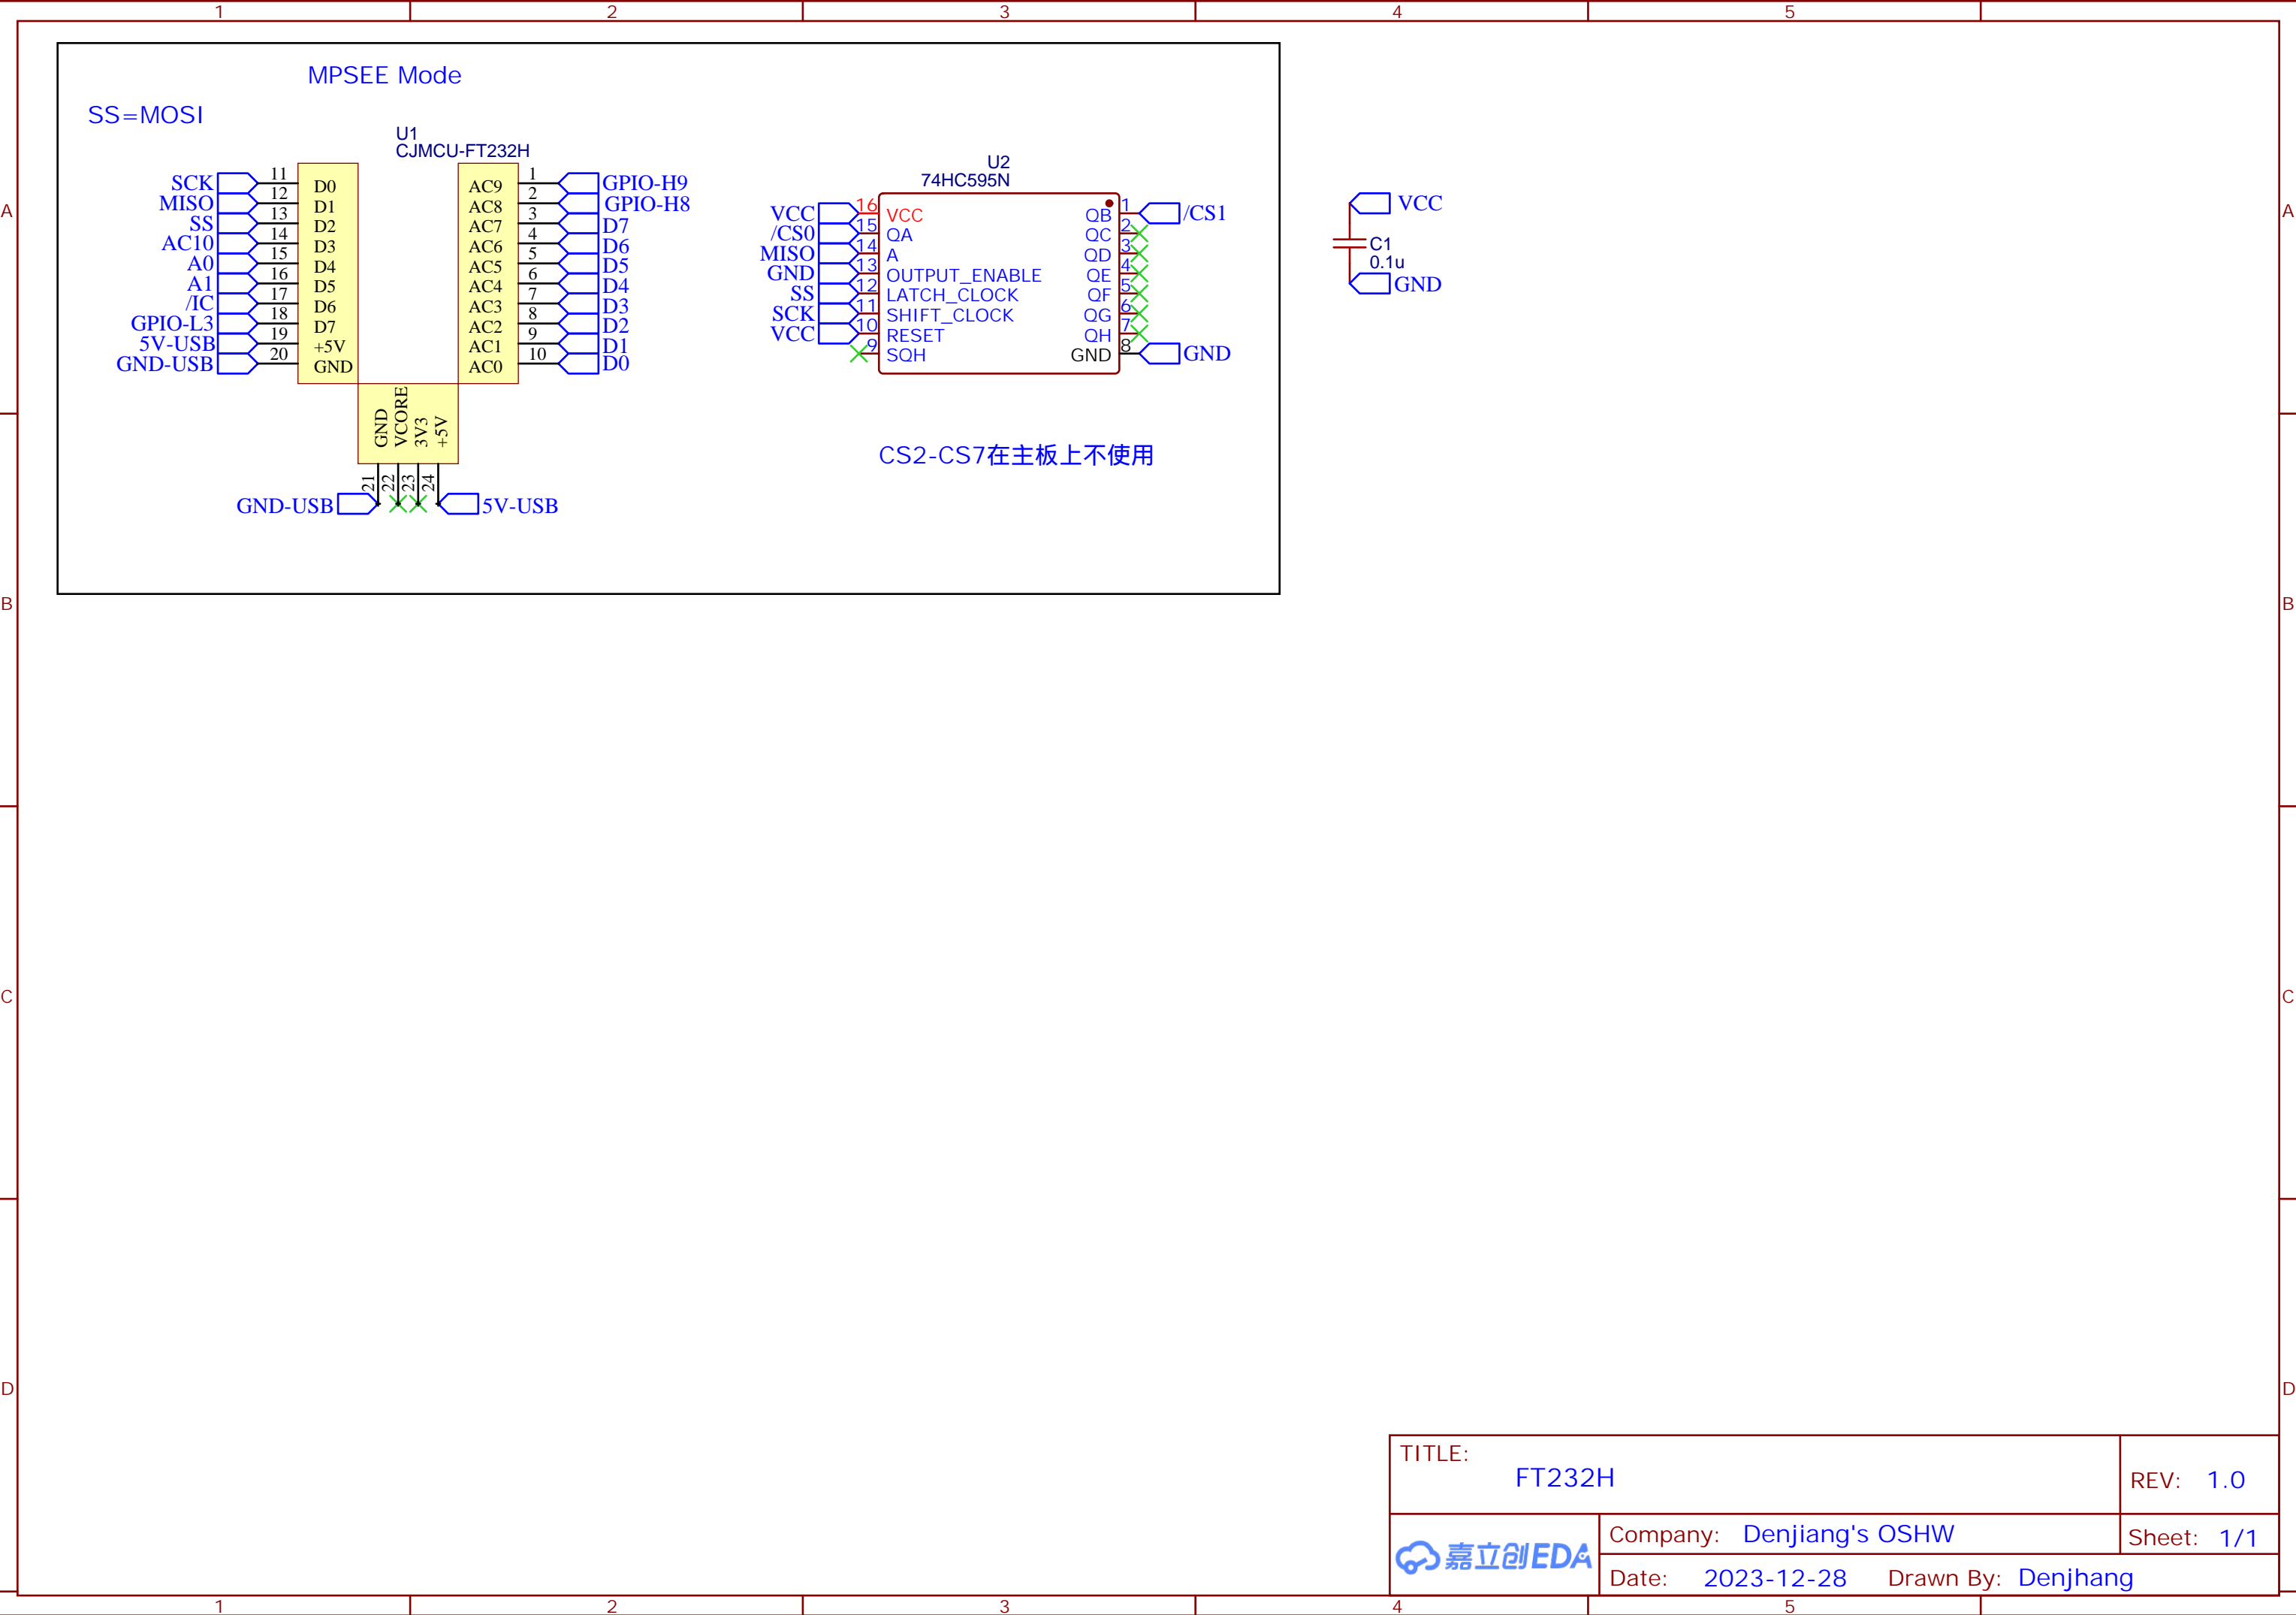 1 2 3 4 5
MPSEE Mode
SS=MOSI
U1
CJMCU-FT232H
SCK 11 D0 AC9 1 GPIO-H9
MISO 12 D1 AC8 2 GPIO-H8
SS 13 D2 AC7 3 D7
AC10 14 D3 AC6 4 D6
A0 15 D4 AC5 5 D5
A1 16 D5 AC4 6 D4
/IC 17 D6 AC3 7 D3
GPIO-L3 18 D7 AC2 8 D2
5V-USB 19 +5V AC1 9 D1
GND-USB 20 GND AC0 10 D0
GND VCORE 3V3 +5V
21 22 23 24
GND-USB 5V-USB
U2
74HC595N
VCC 16 VCC QB 1 /CS1
/CS0 15 QA QC 2
MISO 14 A QD 3
GND 13 OUTPUT_ENABLE QE 4
SS 12 LATCH_CLOCK QF 5
SCK 11 SHIFT_CLOCK QG 6
VCC 10 RESET QH 7
9 SQH GND 8 GND
CS2-CS7在主板上不使用
VCC
C1
0.1u
GND
A A
B B
C C
D D
TITLE:
FT232H
REV: 1.0
嘉立创EDA
Company: Denjiang's OSHW
Sheet: 1/1
Date: 2023-12-28 Drawn By: Denjhang
1 2 3 4 5